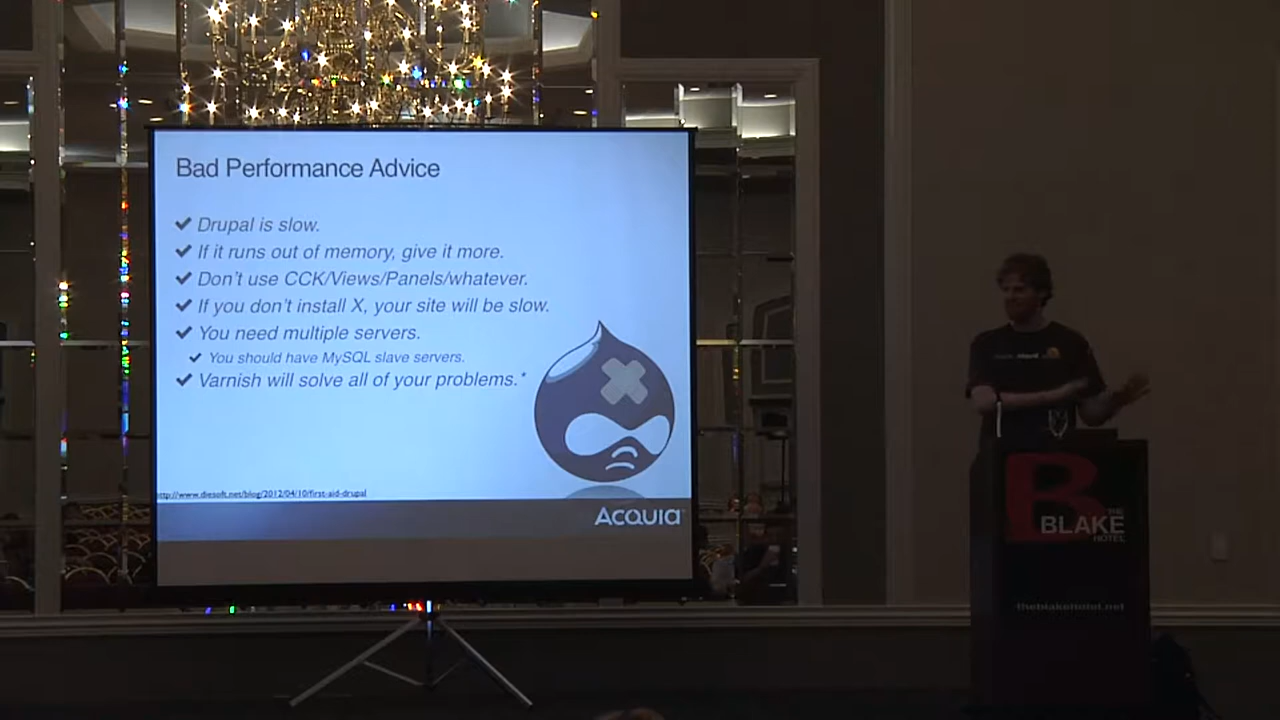 Bad Performance Advice
Drupal is slow.
If it runs out of memory, give it more.
Don't use CCK/Views/Panels/whatever.
If you don't install X, your site will be slow.
You need multiple servers.
You should have MySQL slave servers.
Varnish will solve all of your problems.*
http://www.diesoft.net/blog/2012/04/10/first-aid-drupal
ACQUIA
B
THE
BLAKE
HOTEL
theblakehotel.net